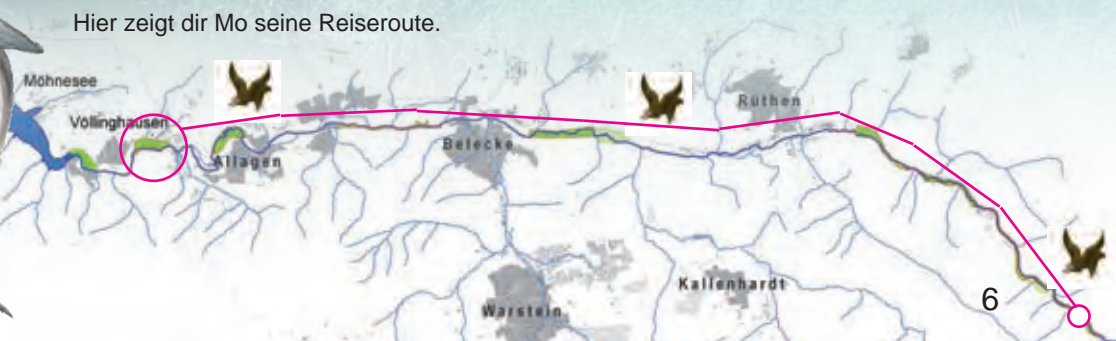 Hier zeigt dir Mo seine Reiseroute.
Möhnesee
Völlinghausen
Allagen
Belecke
Rüthen
Warstein
Kallenhardt
6